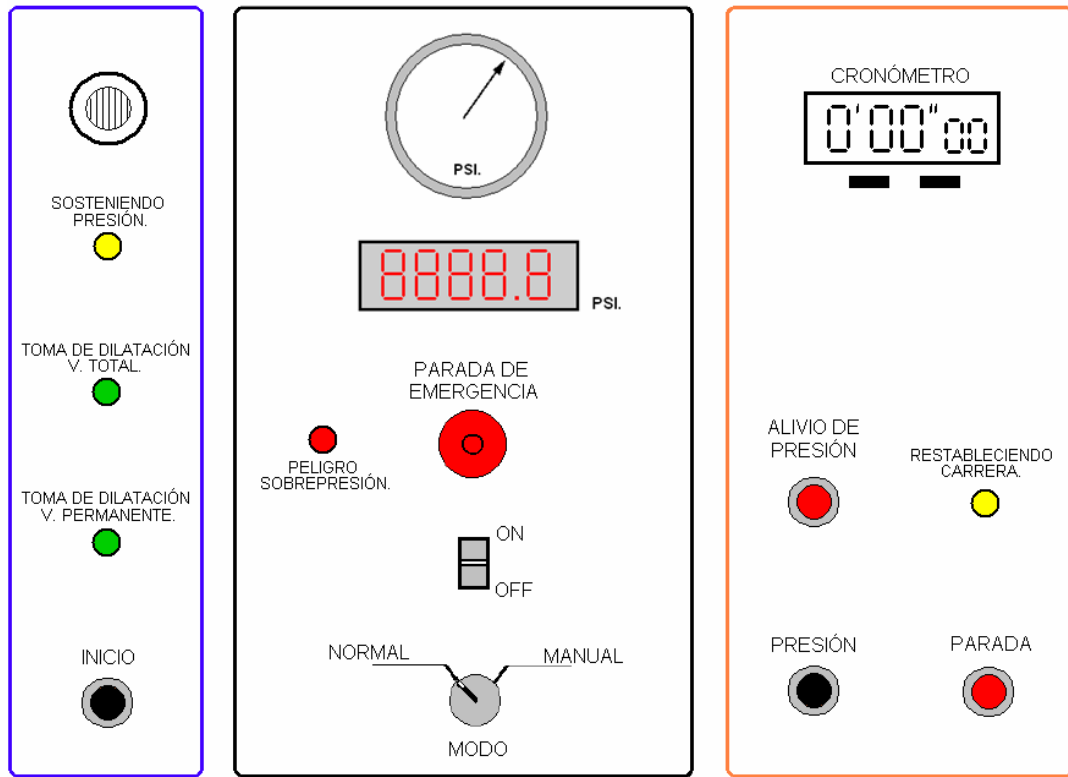 SOSTENIENDO
PRESIÓN.
TOMA DE DILATACIÓN
V. TOTAL.
TOMA DE DILATACIÓN
V. PERMANENTE.
INICIO
PSI.
8888.8
PSI.
PARADA DE
EMERGENCIA
PELIGRO
SOBREPRESIÓN.
ON
OFF
NORMAL
MANUAL
MODO
CRONÓMETRO
0'00"00
ALIVIO DE
PRESIÓN
RESTABLECIENDO
CARRERA.
PRESIÓN
PARADA